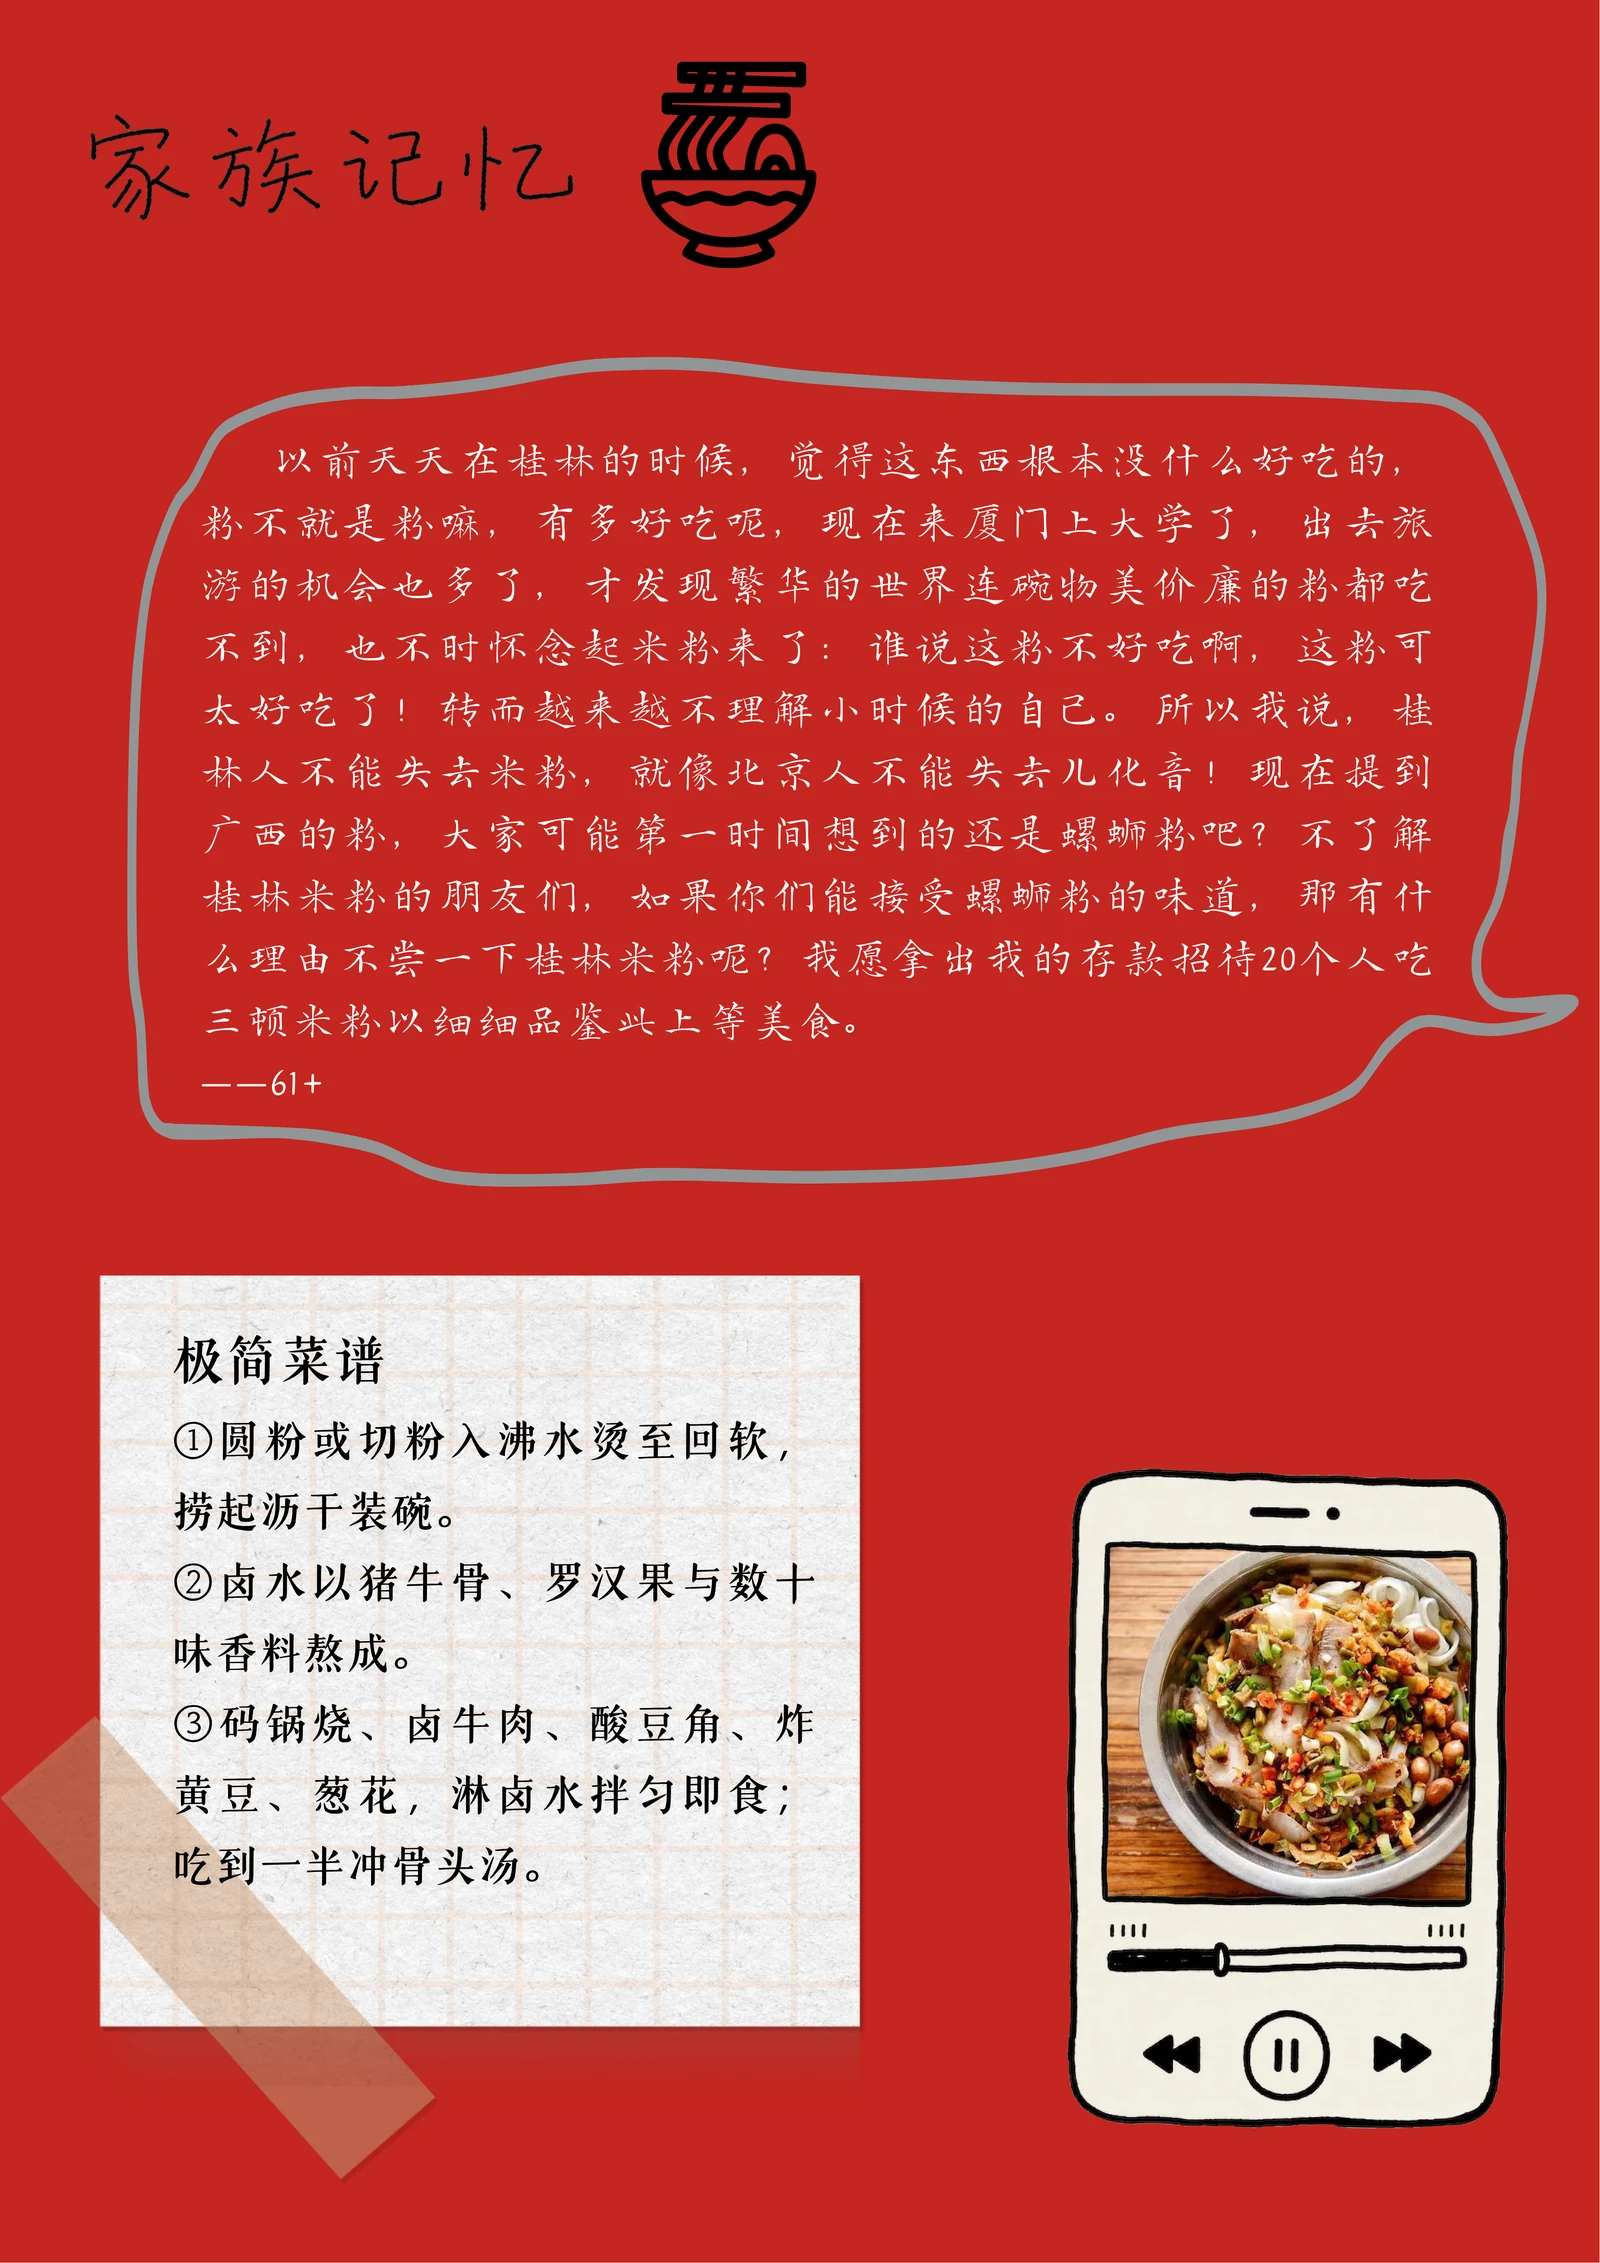 家族记忆
以前天天在桂林的时候，觉得这东西根本没什么好吃的，
粉不就是粉嘛，有多好吃呢，现在来厦门上大学了，出去旅
游的机会也多了，才发现繁华的世界连碗物美价廉的粉都吃
不到，也不时怀念起米粉来了：谁说这粉不好吃啊，这粉可
太好吃了！转而越来越不理解小时候的自己。所以我说，桂
林人不能失去米粉，就像北京人不能失去儿化音！现在提到
广西的粉，大家可能第一时间想到的还是螺蛳粉吧？不了解
桂林米粉的朋友们，如果你们能接受螺蛳粉的味道，那有什
么理由不尝一下桂林米粉呢？我愿拿出我的存款招待20个人吃
三顿米粉以细细品鉴此上等美食。
——61+
极简菜谱
①圆粉或切粉入沸水烫至回软，
捞起沥干装碗。
②卤水以猪牛骨、罗汉果与数十
味香料熬成。
③码锅烧、卤牛肉、酸豆角、炸
黄豆、葱花，淋卤水拌匀即食；
吃到一半冲骨头汤。